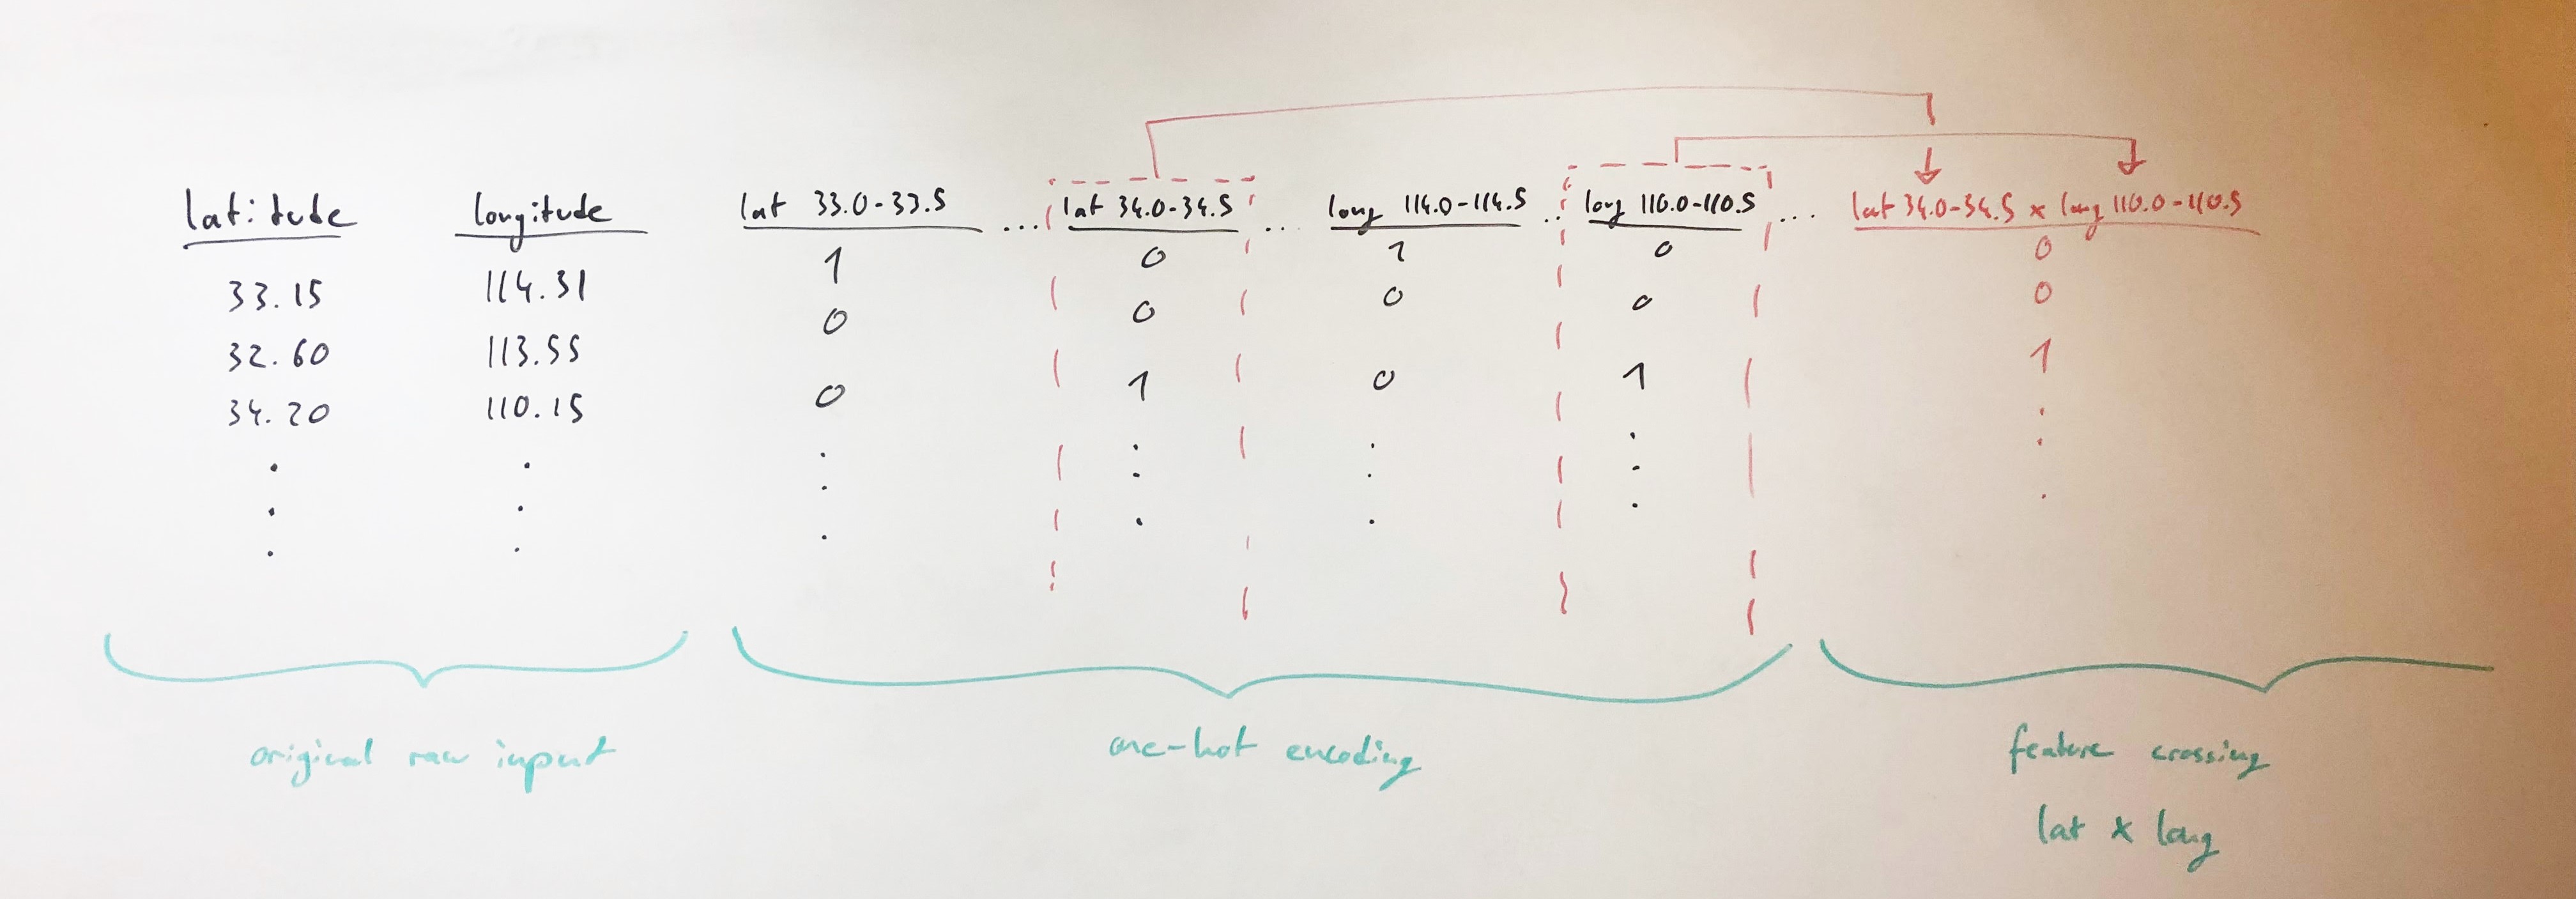 latitude longitude lat 33.0-33.5 ... lat 34.0-34.5 ... long 114.0-114.5 .. long 110.0-110.5 ... lat 34.0-34.5 x long 110.0-110.5
33.15 114.31 1 0 1 0 0
32.60 113.55 0 0 0 0 0
34.20 110.15 0 1 0 1 1
original raw input one-hot encoding feature crossing
lat x long